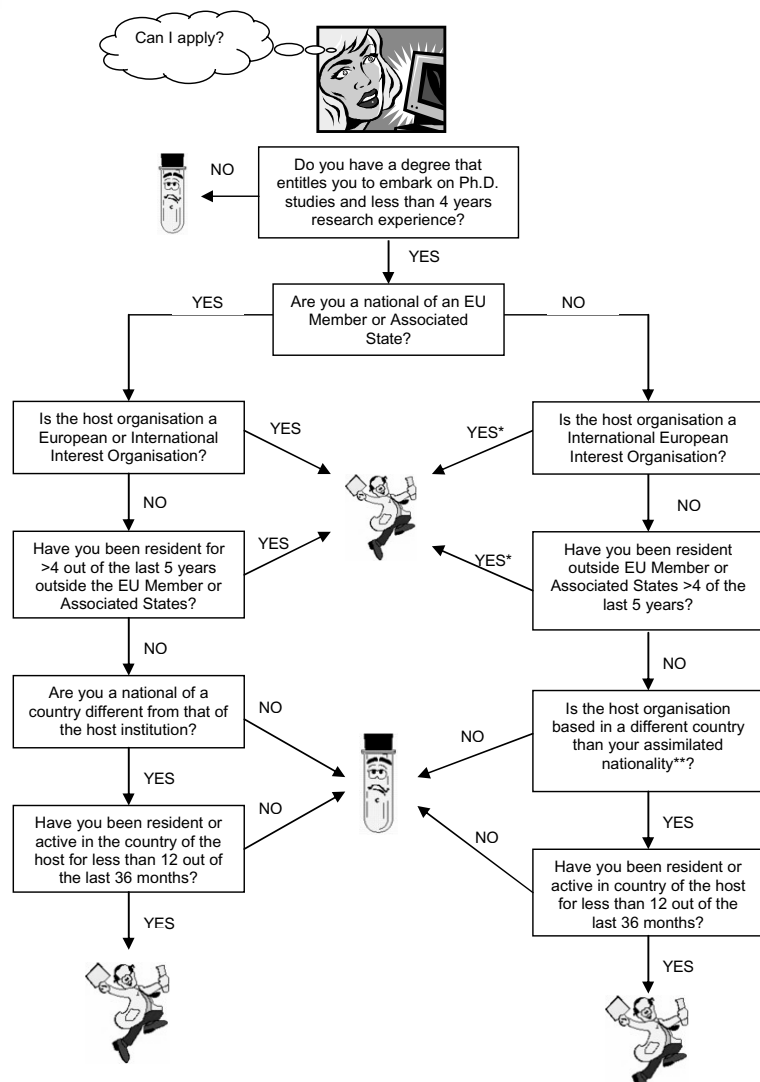 Can I apply?
NO
Do you have a degree that
entitles you to embark on Ph.D.
studies and less than 4 years
research experience?
YES
YES
Are you a national of an EU
Member or Associated
State?
NO
Is the host organisation a
European or International
Interest Organisation?
YES
YES*
Is the host organisation a
International European
Interest Organisation?
NO
NO
Have you been resident for
>4 out of the last 5 years
outside the EU Member or
Associated States?
YES
YES*
Have you been resident
outside EU Member or
Associated States >4 of the
last 5 years?
NO
NO
Are you a national of a
country different from that of
the host institution?
NO
NO
Is the host organisation
based in a different country
than your assimilated
nationality**?
YES
YES
Have you been resident or
active in the country of the
host for less than 12 out of
the last 36 months?
NO
NO
Have you been resident or
active in country of the host
for less than 12 out of the
last 36 months?
YES
YES